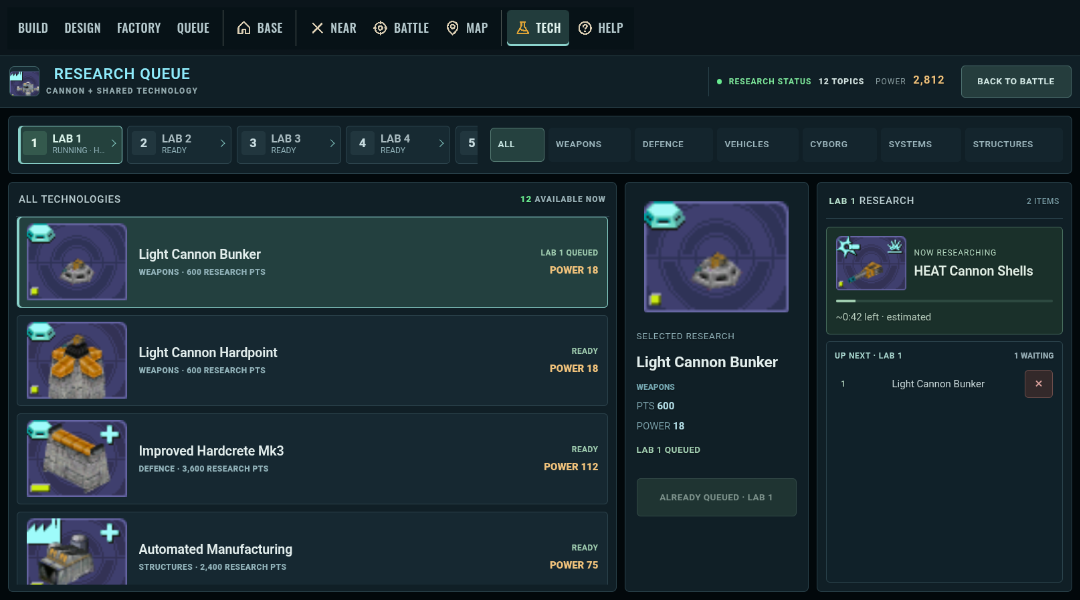 BUILD DESIGN FACTORY QUEUE BASE NEAR BATTLE MAP TECH HELP
RESEARCH QUEUE
CANNON + SHARED TECHNOLOGY
RESEARCH STATUS 12 TOPICS POWER 2,812
BACK TO BATTLE
1 LAB 1
RUNNING · H...
2 LAB 2
READY
3 LAB 3
READY
4 LAB 4
READY
5
ALL WEAPONS DEFENCE VEHICLES CYBORG SYSTEMS STRUCTURES
ALL TECHNOLOGIES
12 AVAILABLE NOW
Light Cannon Bunker
WEAPONS · 600 RESEARCH PTS
LAB 1 QUEUED
POWER 18
Light Cannon Hardpoint
WEAPONS · 600 RESEARCH PTS
READY
POWER 18
Improved Hardcrete Mk3
DEFENCE · 3,600 RESEARCH PTS
READY
POWER 112
Automated Manufacturing
STRUCTURES · 2,400 RESEARCH PTS
READY
POWER 75
SELECTED RESEARCH
Light Cannon Bunker
WEAPONS
PTS 600
POWER 18
LAB 1 QUEUED
ALREADY QUEUED · LAB 1
LAB 1 RESEARCH
2 ITEMS
NOW RESEARCHING
HEAT Cannon Shells
~0:42 left · estimated
UP NEXT · LAB 1
1 WAITING
1 Light Cannon Bunker ×